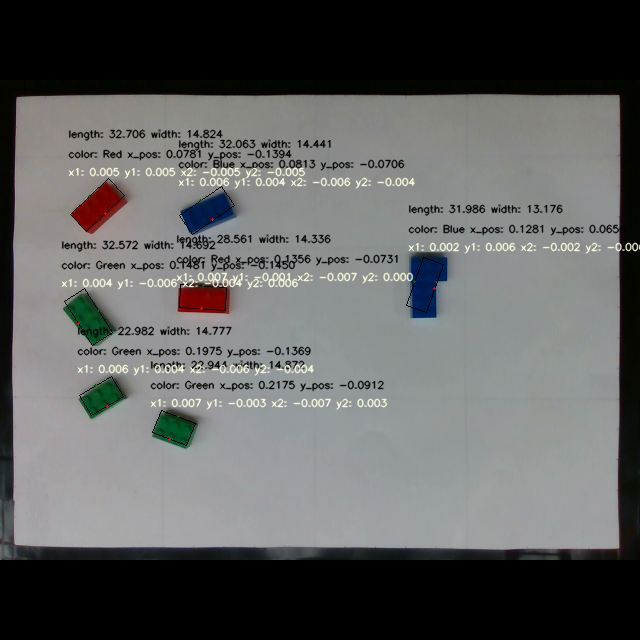 length: 32.706 width: 14.824
color: Red x_pos: 0.0781 y_pos: -0.1394
x1: 0.005 y1: 0.005 x2: -0.005 y2: -0.005
length: 32.063 width: 14.441
color: Blue x_pos: 0.0813 y_pos: -0.0706
x1: 0.006 y1: 0.004 x2: -0.006 y2: -0.004
length: 31.986 width: 13.176
color: Blue x_pos: 0.1281 y_pos: 0.065
x1: 0.002 y1: 0.006 x2: -0.002 y2: -0.00
length: 32.572 width: 14.692
color: Green x_pos: 0.1481 y_pos: -0.1450
x1: 0.004 y1: -0.006 x2: -0.004 y2: 0.006
length: 28.561 width: 14.336
color: Red x_pos: 0.1356 y_pos: -0.0731
x1: 0.007 y1: -0.001 x2: -0.007 y2: 0.000
length: 22.982 width: 14.777
color: Green x_pos: 0.1975 y_pos: -0.1369
x1: 0.006 y1: 0.004 x2: -0.006 y2: -0.004
length: 22.941 width: 14.872
color: Green x_pos: 0.2175 y_pos: -0.0912
x1: 0.007 y1: -0.003 x2: -0.007 y2: 0.003